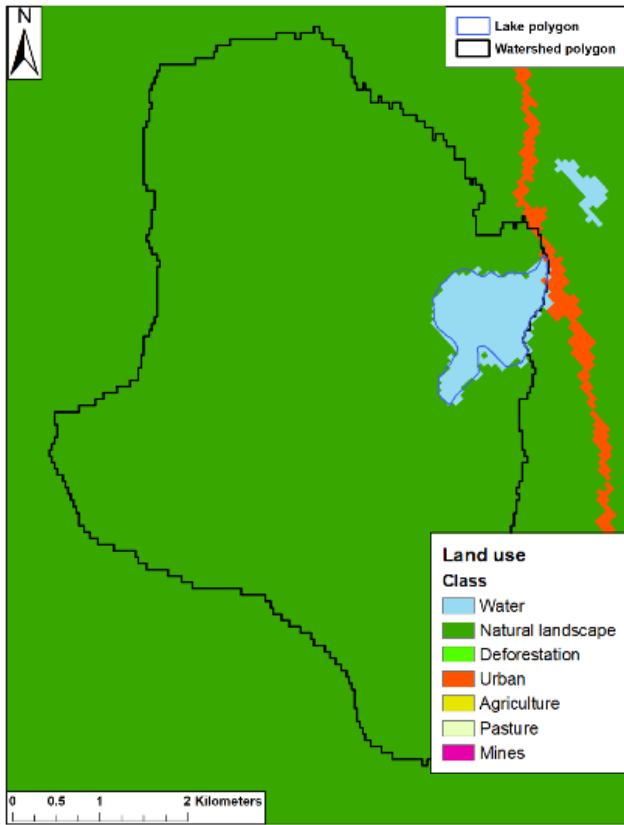 N
Lake polygon
Watershed polygon
Land use
Class
Water
Natural landscape
Deforestation
Urban
Agriculture
Pasture
Mines
0 0.5 1 2 Kilometers